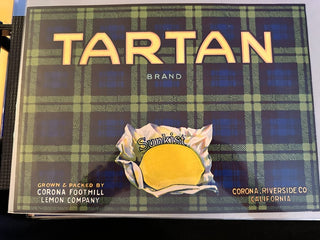 TARTAN
BRAND
Sunkist
GROWN & PACKED BY
CORONA FOOTHILL
LEMON COMPANY
CORONA, RIVERSIDE CO
CALIFORNIA